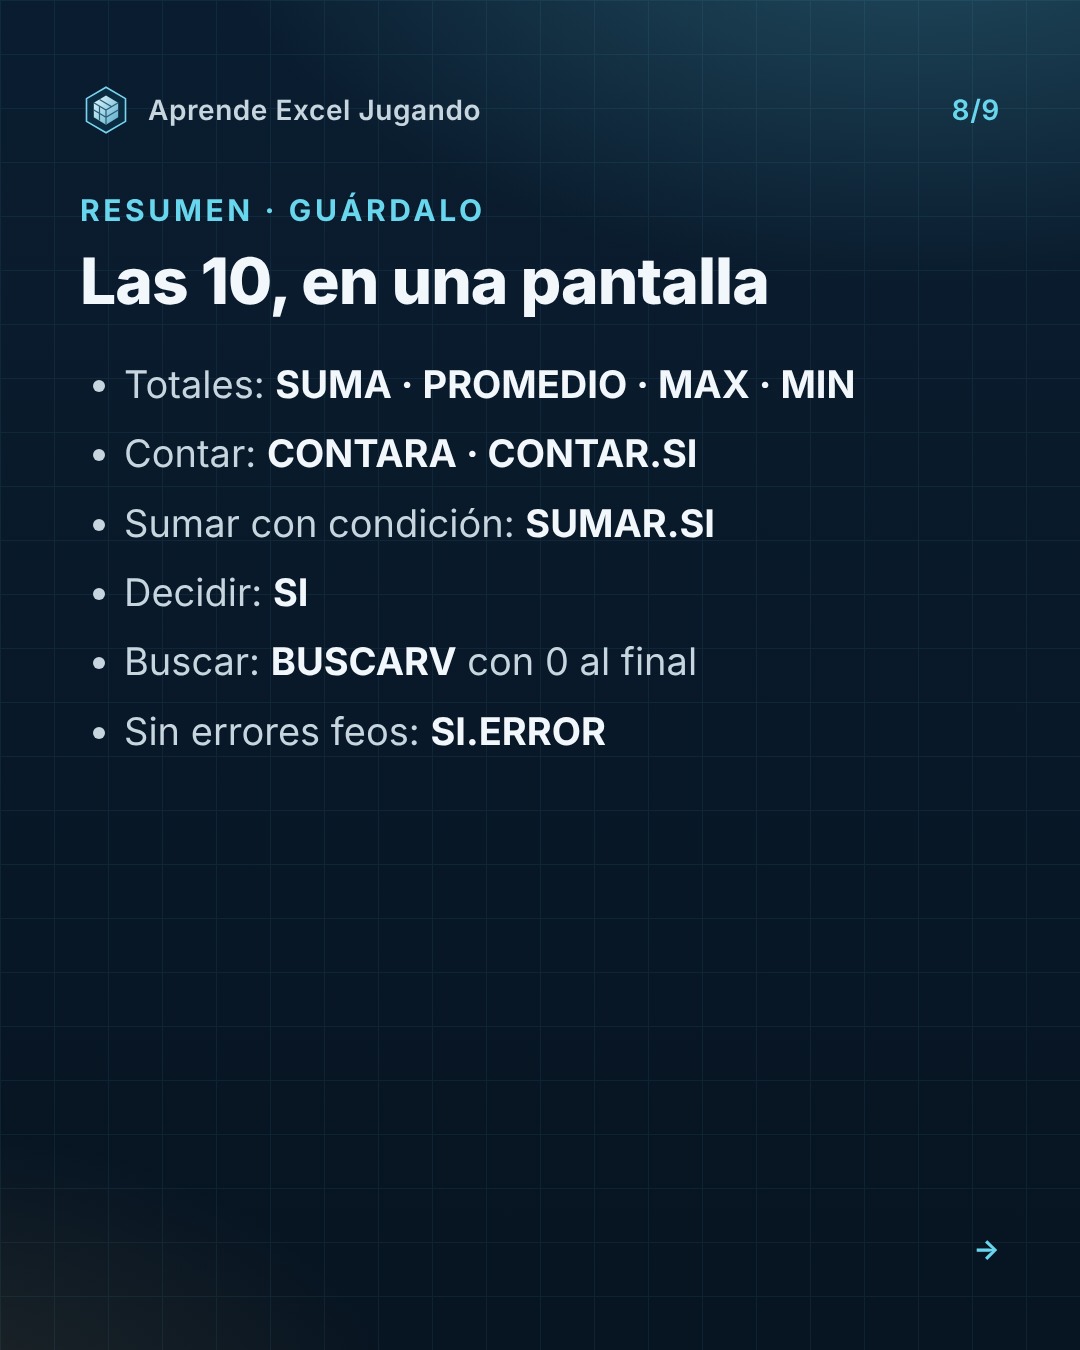 Aprende Excel Jugando
8/9
RESUMEN · GUÁRDALO
Las 10, en una pantalla
• Totales: SUMA · PROMEDIO · MAX · MIN
• Contar: CONTARA · CONTAR.SI
• Sumar con condición: SUMAR.SI
• Decidir: SI
• Buscar: BUSCARV con 0 al final
• Sin errores feos: SI.ERROR
→